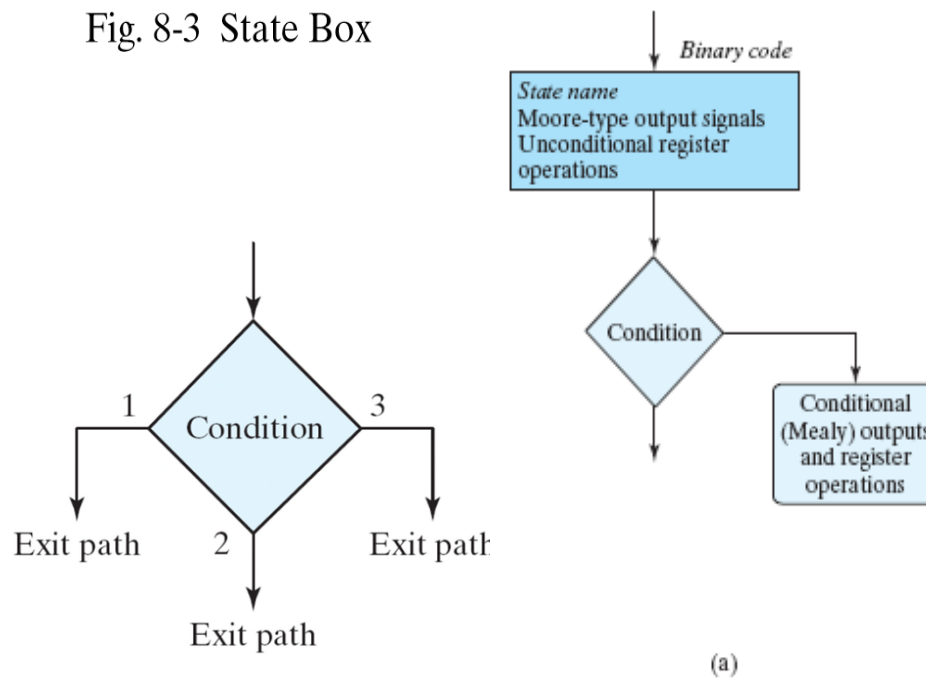 Fig. 8-3 State Box
Binary code
State name
Moore-type output signals
Unconditional register
operations
Condition
Conditional
(Mealy) outputs
and register
operations
(a)
1
3
Condition
Exit path
2
Exit path
Exit path